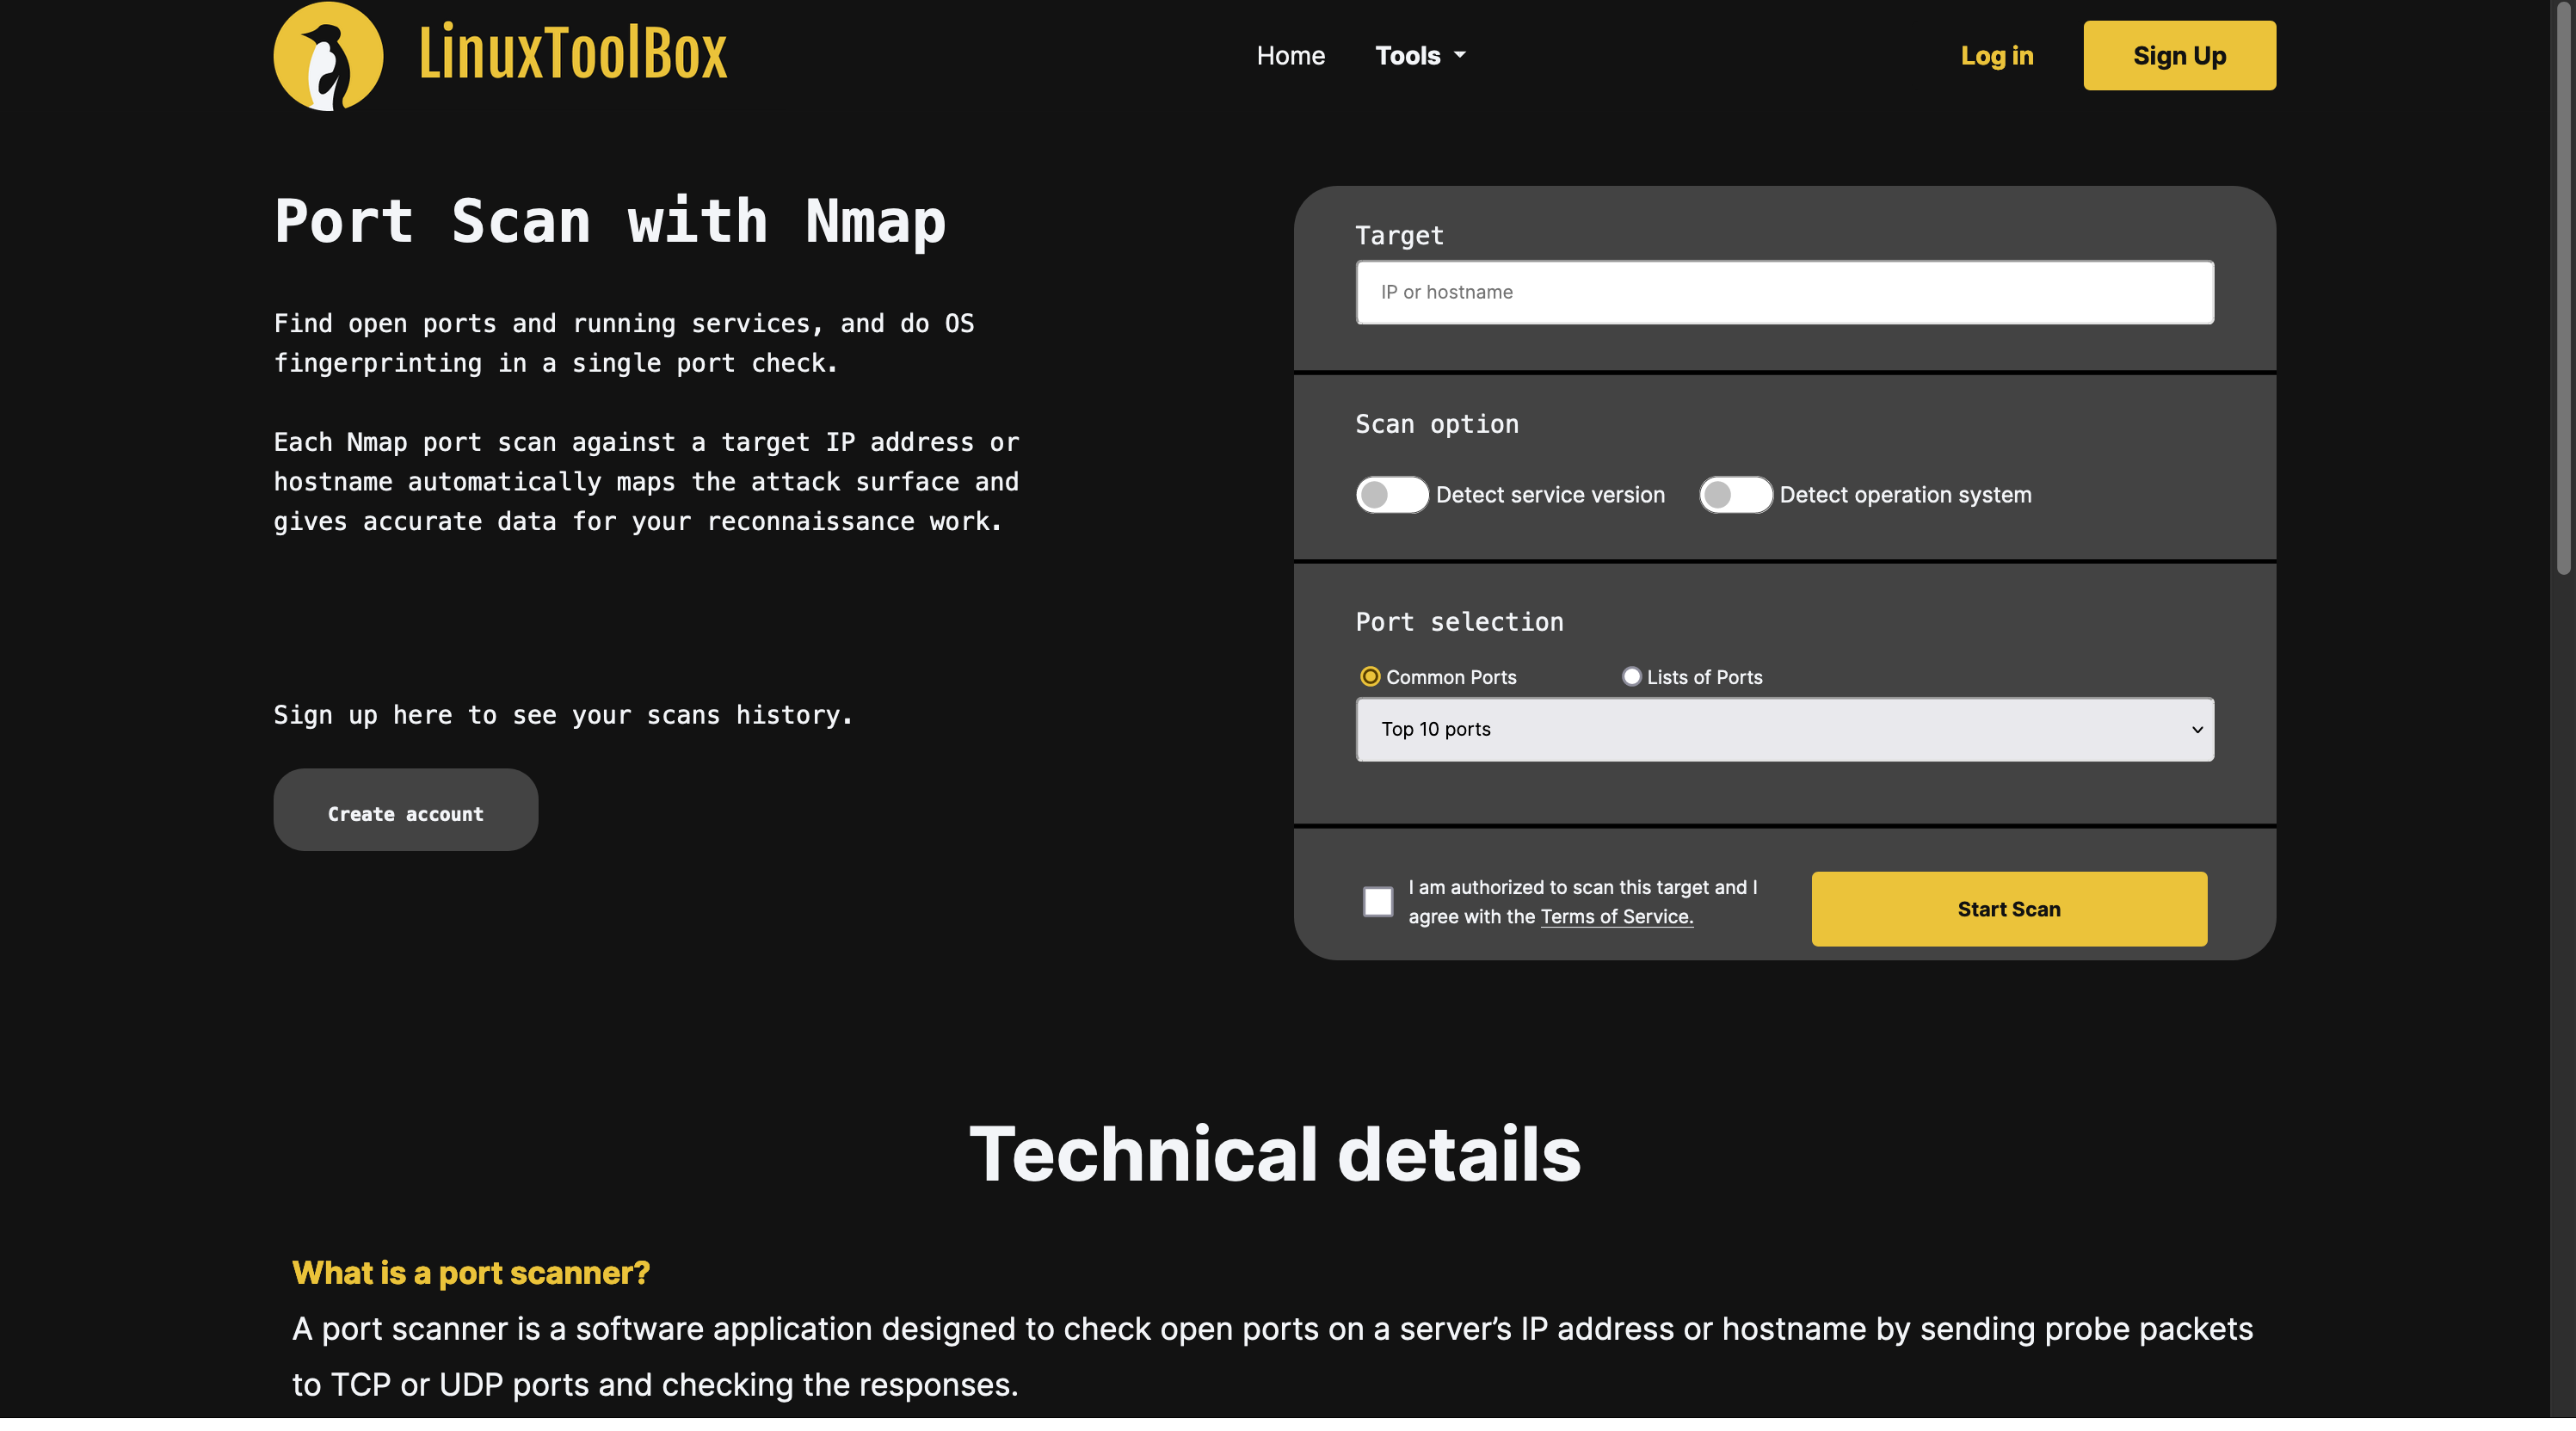 LinuxToolBox
Home
Tools
Log in
Sign Up
Port Scan with Nmap
Find open ports and running services, and do OS
fingerprinting in a single port check.
Each Nmap port scan against a target IP address or
hostname automatically maps the attack surface and
gives accurate data for your reconnaissance work.
Sign up here to see your scans history.
Create account
Target
IP or hostname
Scan option
Detect service version
Detect operation system
Port selection
Common Ports
Lists of Ports
Top 10 ports
I am authorized to scan this target and I
agree with the Terms of Service.
Start Scan
Technical details
What is a port scanner?
A port scanner is a software application designed to check open ports on a server’s IP address or hostname by sending probe packets
to TCP or UDP ports and checking the responses.